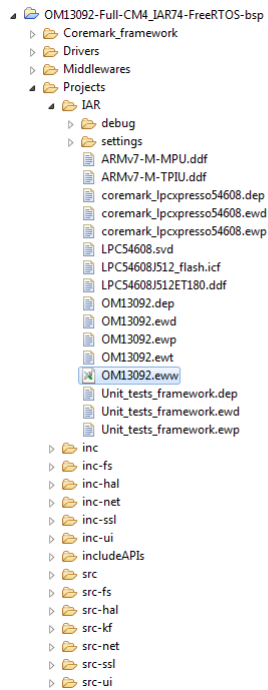 OM13092-Full-CM4_IAR74-FreeRTOS-bsp
Coremark_framework
Drivers
Middlewares
Projects
IAR
debug
settings
ARMv7-M-MPU.ddf
ARMv7-M-TPIU.ddf
coremark_lpcxpresso54608.dep
coremark_lpcxpresso54608.ewd
coremark_lpcxpresso54608.ewp
LPC54608.svd
LPC54608J512_flash.icf
LPC54608J512ET180.ddf
OM13092.dep
OM13092.ewd
OM13092.ewp
OM13092.ewt
OM13092.eww
Unit_tests_framework.dep
Unit_tests_framework.ewd
Unit_tests_framework.ewp
inc
inc-fs
inc-hal
inc-net
inc-ssl
inc-ui
includeAPIs
src
src-fs
src-hal
src-kf
src-net
src-ssl
src-ui